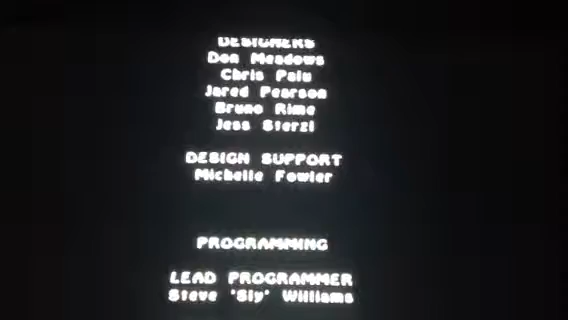 DESIGNERS
Don Meadows
Chris Palu
Jared Pearson
Bruno Rime
Jess Sterzl
DESIGN SUPPORT
Michelle Fowler
PROGRAMMING
LEAD PROGRAMMER
Steve 'Sly' Williams